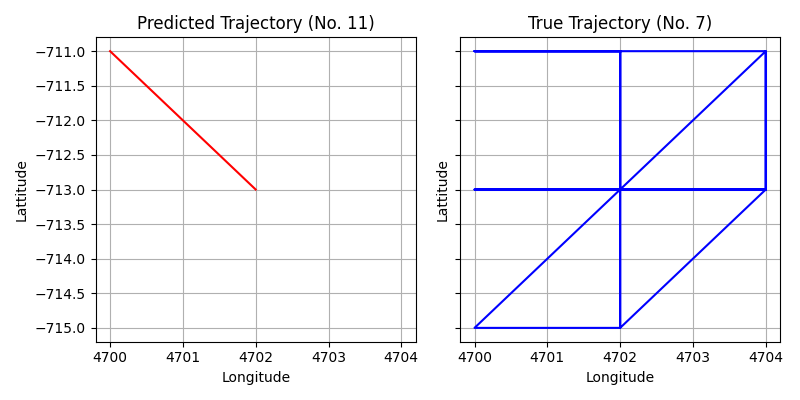 Predicted Trajectory (No. 11)
True Trajectory (No. 7)
−711.0
−711.5
−712.0
−712.5
−713.0
−713.5
−714.0
−714.5
−715.0
Lattitude
4700 4701 4702 4703 4704
Longitude
Lattitude
4700 4701 4702 4703 4704
Longitude